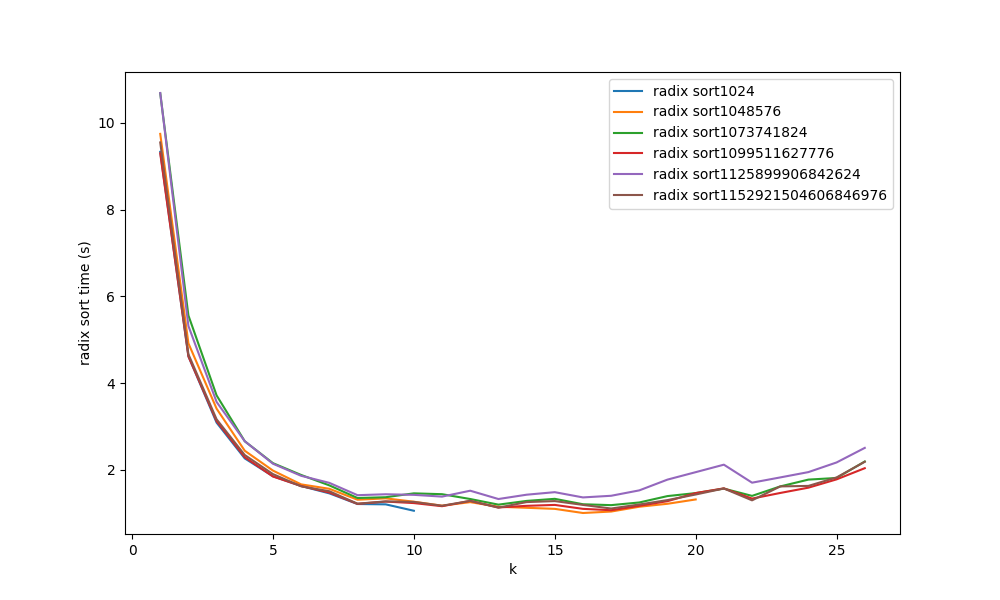 radix sort1024
radix sort1048576
radix sort1073741824
radix sort1099511627776
radix sort1125899906842624
radix sort1152921504606846976
10
8
6
4
2
radix sort time (s)
0 5 10 15 20 25
k